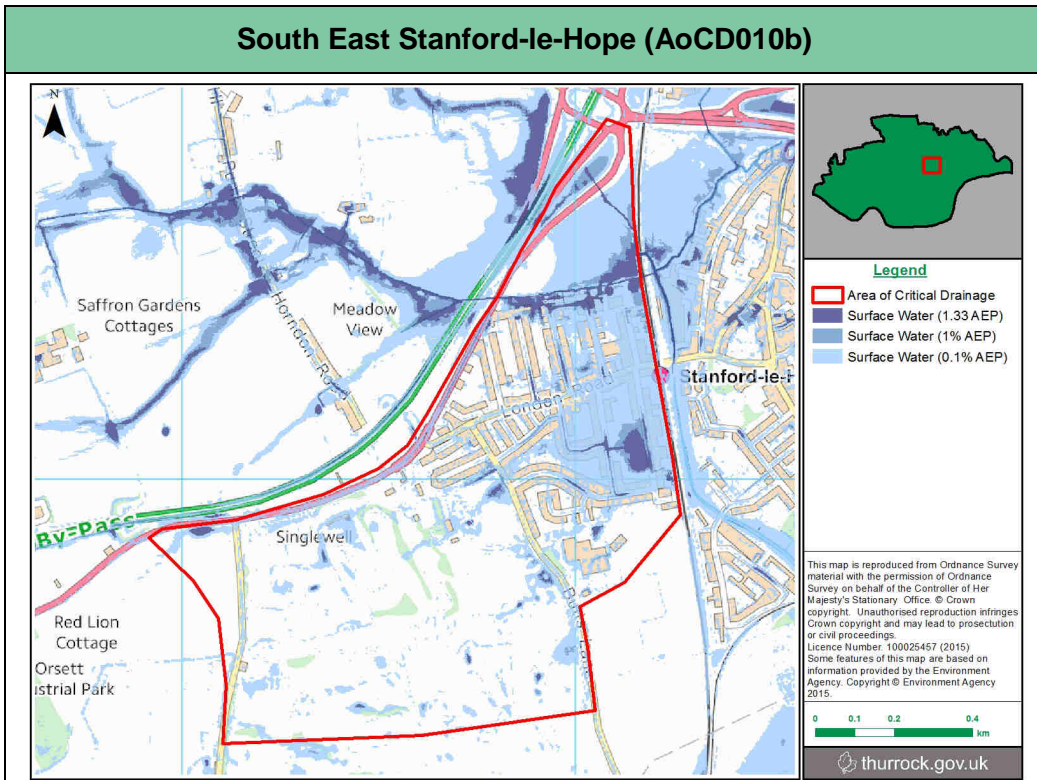 South East Stanford-le-Hope (AoCD010b)
N
Saffron Gardens
Cottages
Horndon Road
Meadow
View
London Road
Stanford-le-H
By-Pass
Singlewell
Red Lion
Cottage
Orsett
ustrial Park
Legend
Area of Critical Drainage
Surface Water (1.33 AEP)
Surface Water (1% AEP)
Surface Water (0.1% AEP)
This map is reproduced from Ordnance Survey
material with the permission of Ordnance
Survey on behalf of the Controller of Her
Majesty's Stationary Office. © Crown
copyright. Unauthorised reproduction infringes
Crown copyright and may lead to prosectution
or civil proceedings.
Licence Number. 100025457 (2015)
Some features of this map are based on
information provided by the Environment
Agency. Copyright © Environment Agency
2015.
0 0.1 0.2 0.4
km
thurrock.gov.uk